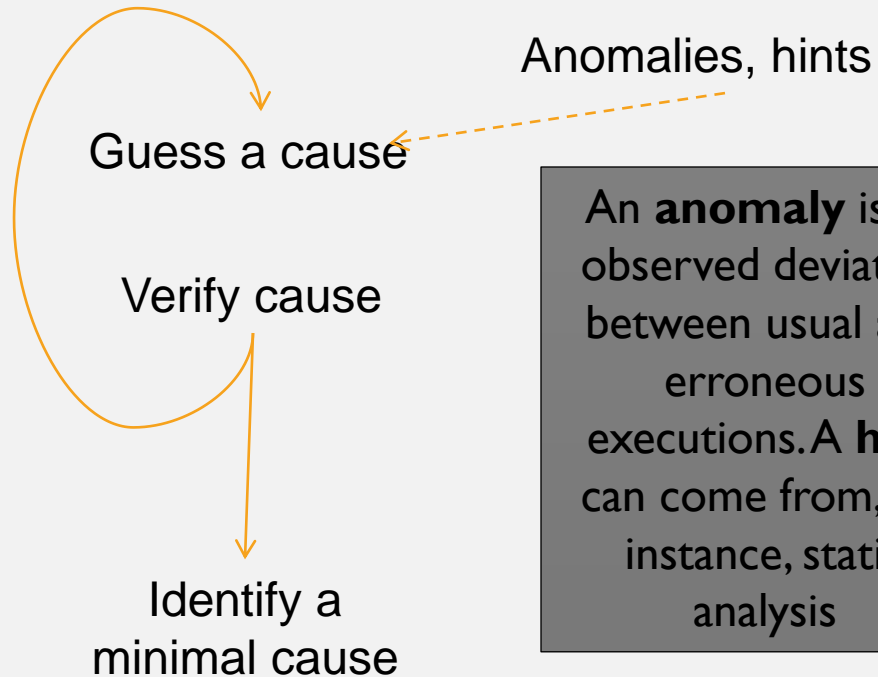 Anomalies, hints
Guess a cause
Verify cause
Identify a
minimal cause
An anomaly is
observed
between usual
erroneous
executions. A
can come from,
instance,
analysis